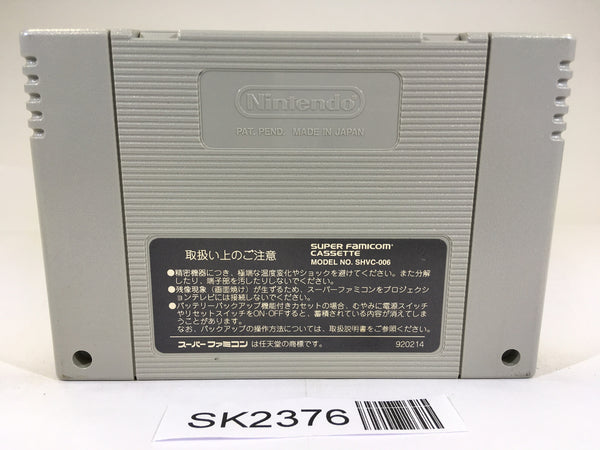 Nintendo
PAT. PEND. MADE IN JAPAN
取扱い上のご注意
SUPER FAMICOM
CASSETTE
MODEL NO. SHVC-006
●精密機器につき、極端な温度変化やショックを避けてください。また分解
したり、端子部を汚したりしないでください。
●残像現象（画面焼け）が生ずるため、スーパーファミコンをプロジェクシ
ョンテレビには接続しないでください。
●バッテリーバックアップ機能付きカセットの場合、むやみに電源スイッチ
やリセットスイッチをON・OFFすると、蓄積されている内容が消えてしま
うことがあります。
なお、バックアップの操作方法については、取扱説明書をご参照ください。
スーパーファミコン は任天堂の商標です。
920214
SK2376